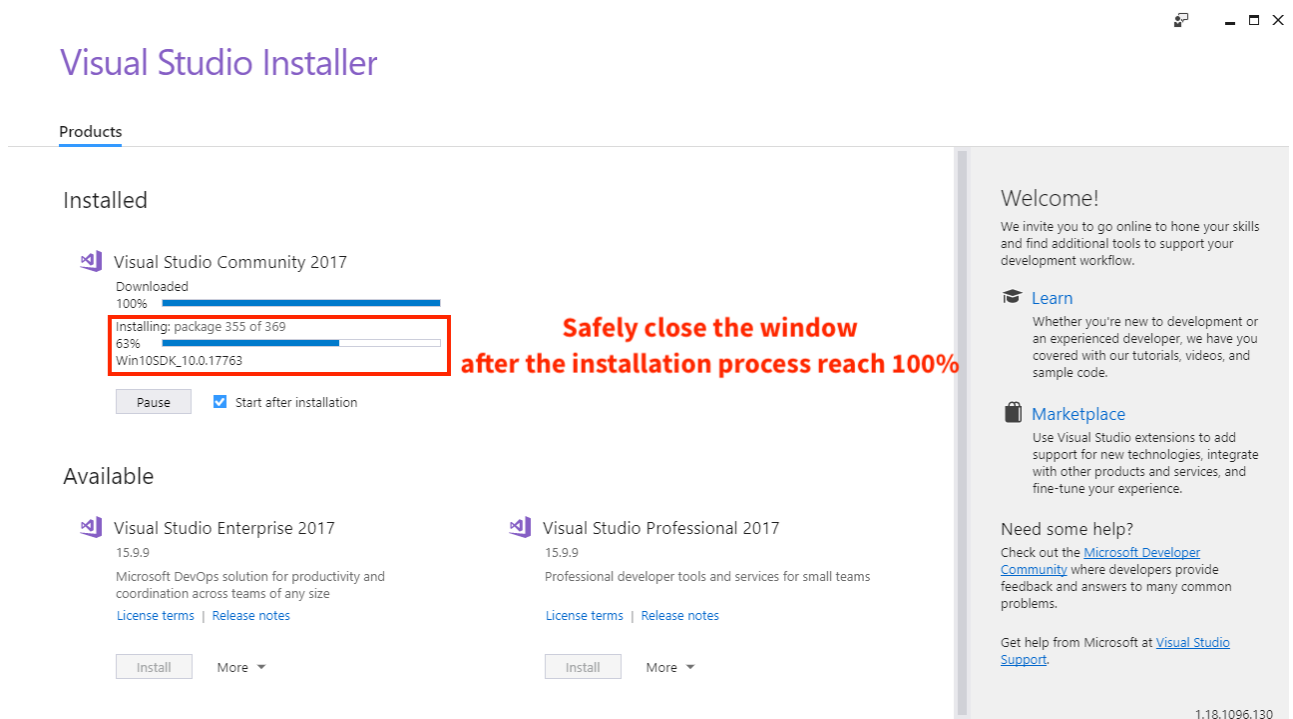 Visual Studio Installer
Products
Installed
Visual Studio Community 2017
Downloaded
100%
Installing: package 355 of 369
63%
Win10SDK_10.0.17763
Safely close the window
after the installation process reach 100%
Pause
Start after installation
Available
Visual Studio Enterprise 2017
15.9.9
Microsoft DevOps solution for productivity and
coordination across teams of any size
License terms | Release notes
Install More
Visual Studio Professional 2017
15.9.9
Professional developer tools and services for small teams
License terms | Release notes
Install More
Welcome!
We invite you to go online to hone your skills
and find additional tools to support your
development workflow.
Learn
Whether you're new to development or
an experienced developer, we have you
covered with our tutorials, videos, and
sample code.
Marketplace
Use Visual Studio extensions to add
support for new technologies, integrate
with other products and services, and
fine-tune your experience.
Need some help?
Check out the Microsoft Developer
Community where developers provide
feedback and answers to many common
problems.
Get help from Microsoft at Visual Studio
Support.
1.18.1096.130